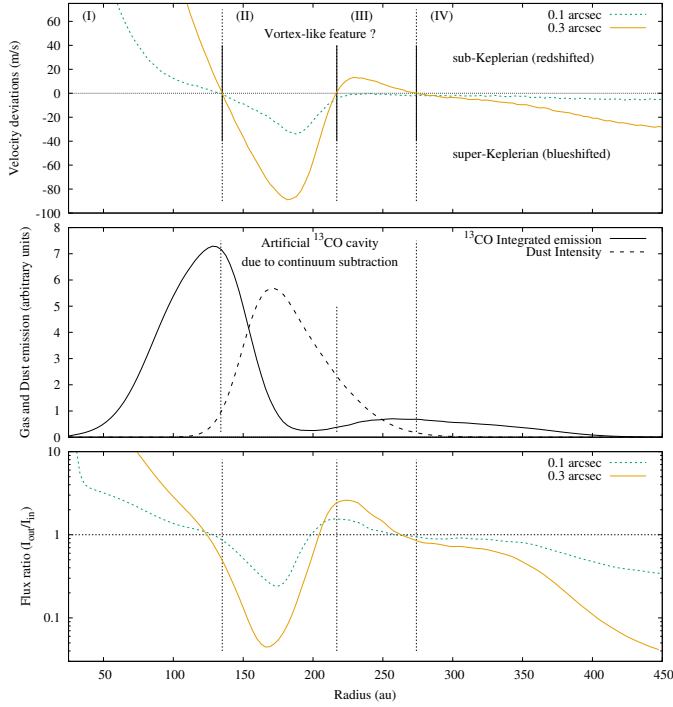 (I) (II) (III) (IV)
0.1 arcsec
0.3 arcsec
Vortex-like feature ?
sub-Keplerian (redshifted)
super-Keplerian (blueshifted)
Velocity deviations (m/s)
60
40
20
0
-20
-40
-60
-80
-100
¹³CO Integrated emission
Dust Intensity
Artificial ¹³CO cavity
due to continuum subtraction
Gas and Dust emission (arbitrary units)
8
7
6
5
4
3
2
1
0
0.1 arcsec
0.3 arcsec
Flux ratio (I_out/I_in)
10
1
0.1
50 100 150 200 250 300 350 400 450
Radius (au)